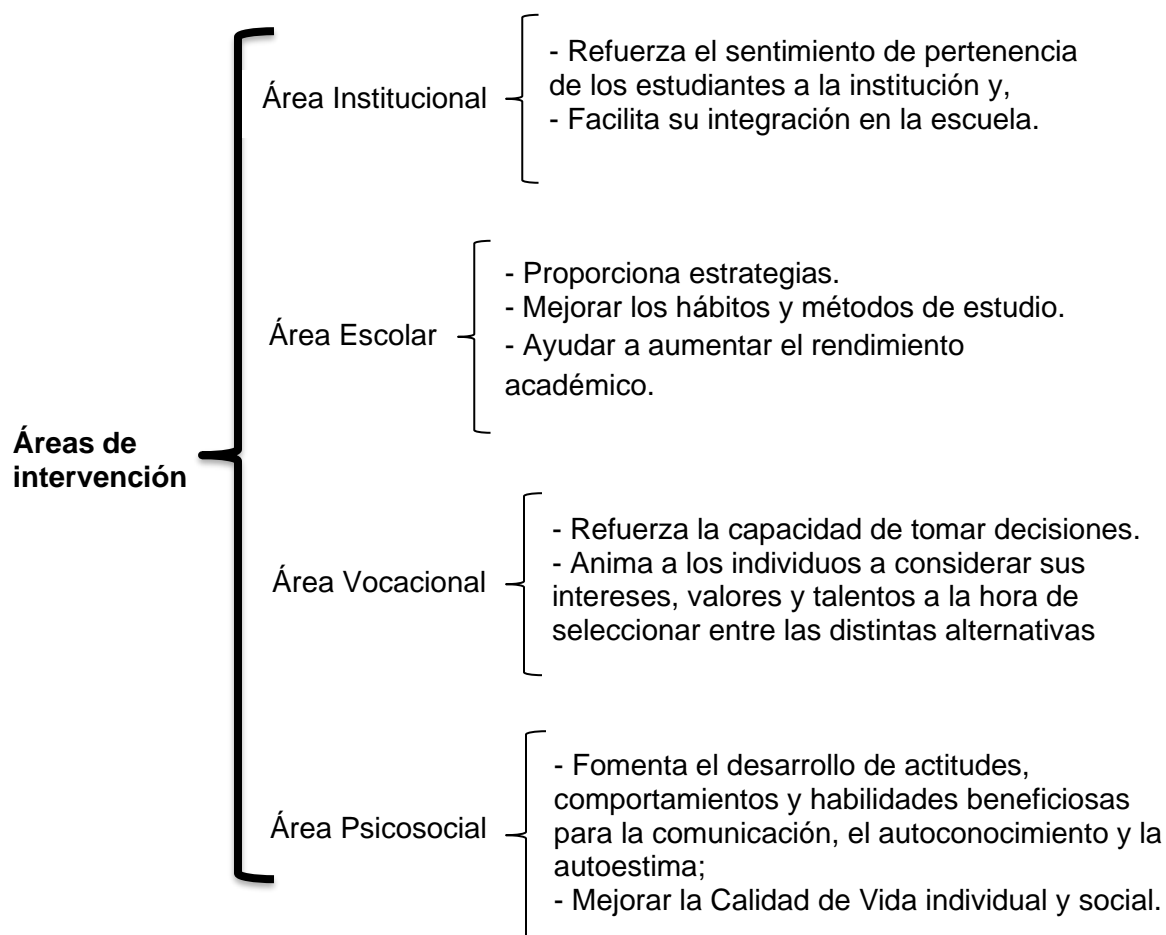 Áreas de
intervención
Área Institucional
- Refuerza el sentimiento de pertenencia
de los estudiantes a la institución y,
- Facilita su integración en la escuela.
Área Escolar
- Proporciona estrategias.
- Mejorar los hábitos y métodos de estudio.
- Ayudar a aumentar el rendimiento
académico.
Área Vocacional
- Refuerza la capacidad de tomar decisiones.
- Anima a los individuos a considerar sus
intereses, valores y talentos a la hora de
seleccionar entre las distintas alternativas
Área Psicosocial
- Fomenta el desarrollo de actitudes,
comportamientos y habilidades beneficiosas
para la comunicación, el autoconocimiento y la
autoestima;
- Mejorar la Calidad de Vida individual y social.